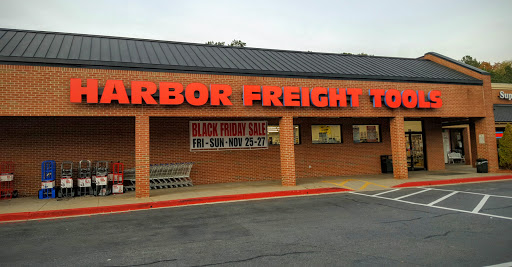 HARBOR FREIGHT TOOLS
BLACK FRIDAY SALE
FRI-SUN-NOV 25-27